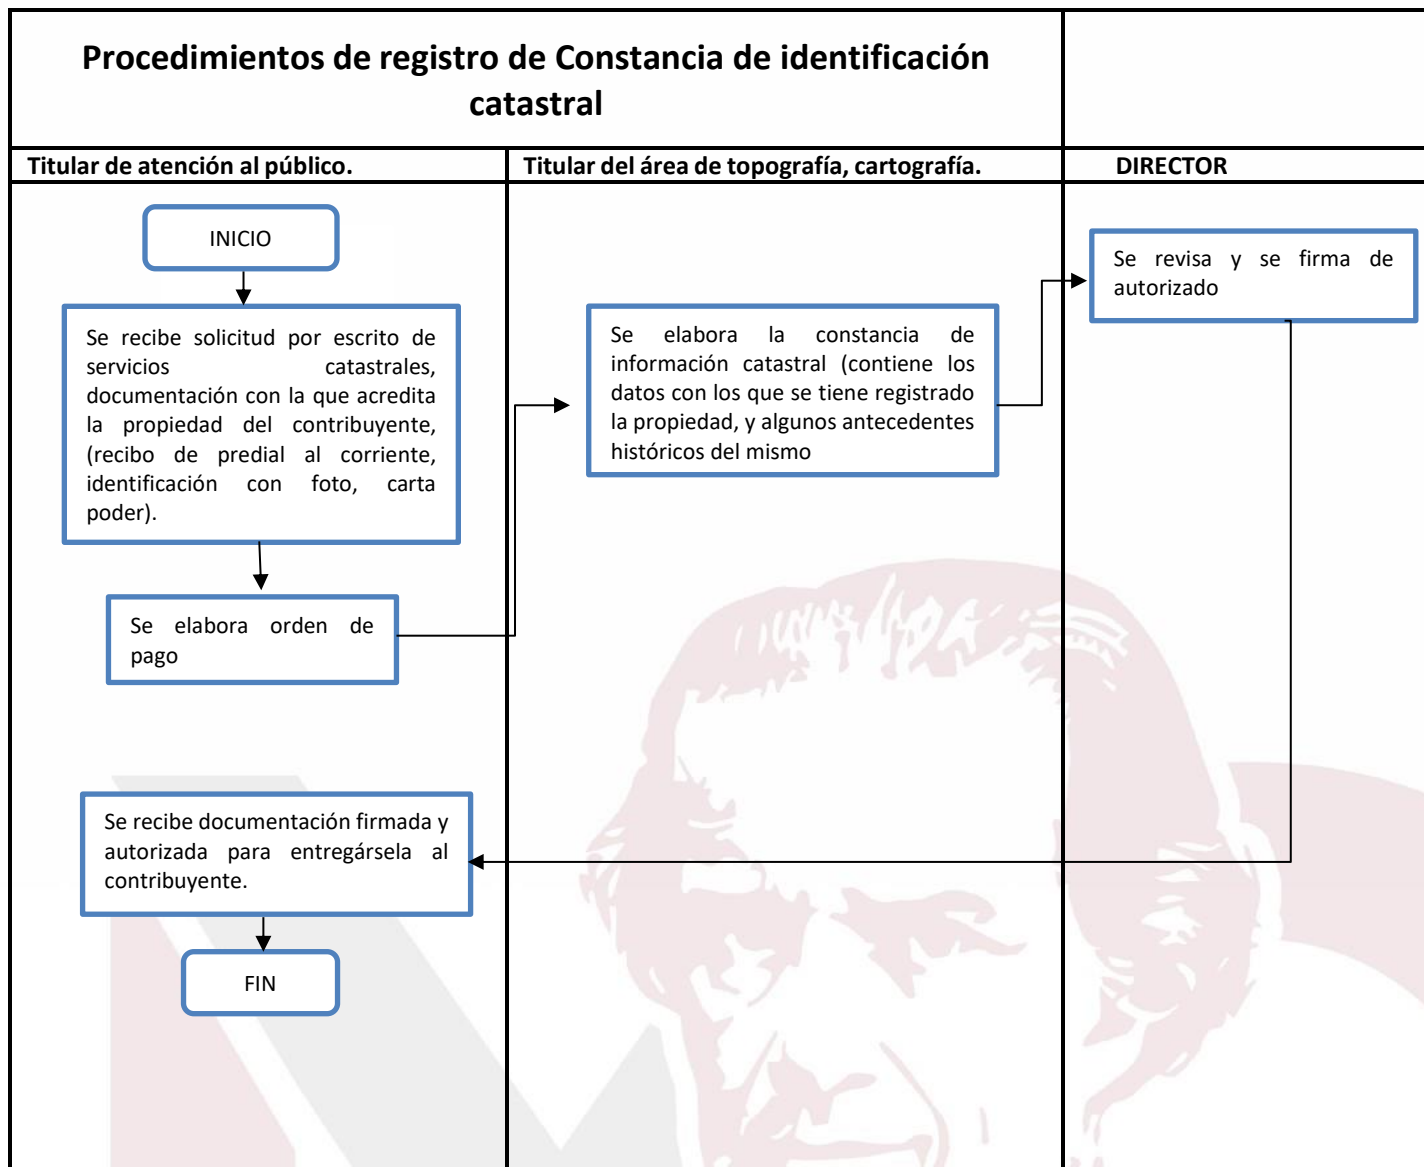 Procedimientos de registro de Constancia de identificación
catastral
Titular de atención al público.
Titular del área de topografía, cartografía.
DIRECTOR
INICIO
Se recibe solicitud por escrito de
servicios catastrales,
documentación con la que acredita
la propiedad del contribuyente,
(recibo de predial al corriente,
identificación con foto, carta
poder).
Se elabora orden de
pago
Se elabora la constancia de
información catastral (contiene los
datos con los que se tiene registrado
la propiedad, y algunos antecedentes
históricos del mismo
Se revisa y se firma de
autorizado
Se recibe documentación firmada y
autorizada para entregársela al
contribuyente.
FIN